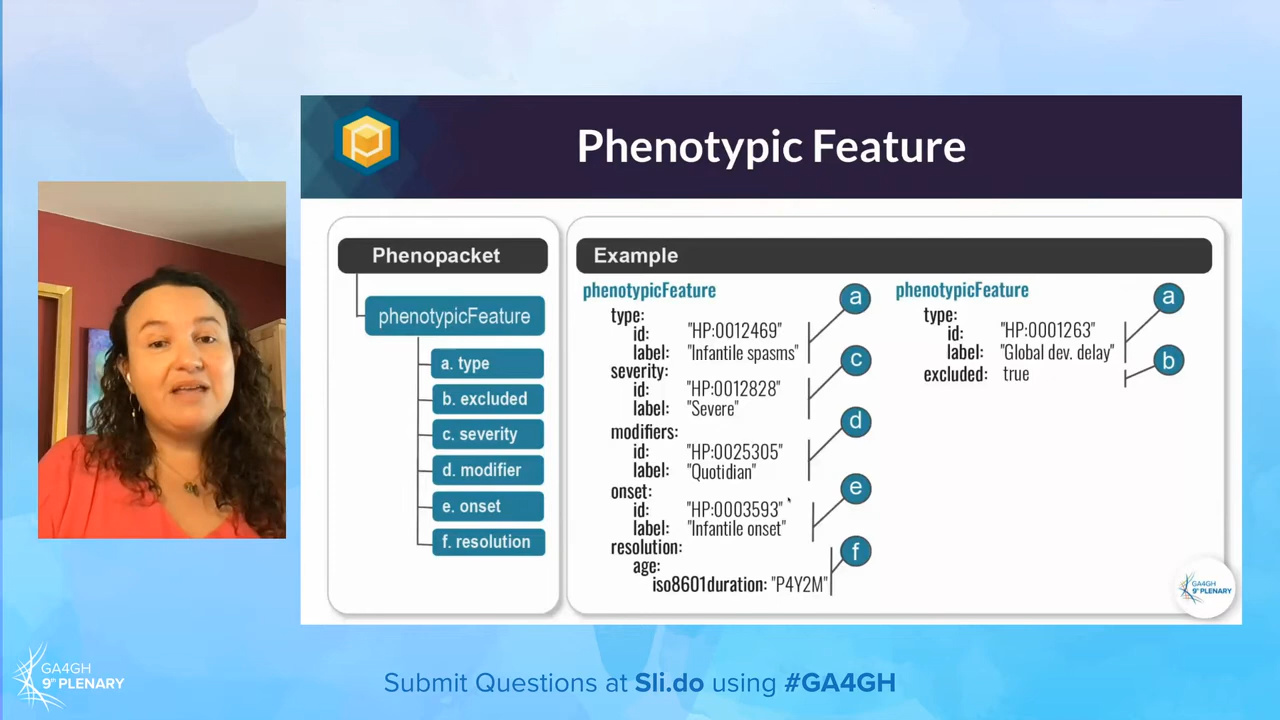 Phenotypic Feature
Phenopacket
phenotypicFeature
a. type
b. excluded
c. severity
d. modifier
e. onset
f. resolution
Example
phenotypicFeature
type:
id: "HP:0012469"
label: "Infantile spasms"
severity:
id: "HP:0012828"
label: "Severe"
modifiers:
id: "HP:0025305"
label: "Quotidian"
onset:
id: "HP:0003593"
label: "Infantile onset"
resolution:
age:
iso8601duration: "P4Y2M"
a
c
d
e
f
phenotypicFeature
type:
id: "HP:0001263"
label: "Global dev. delay"
excluded: true
a
b
GA4GH
9th PLENARY
GA4GH
9th PLENARY
Submit Questions at Sli.do using #GA4GH